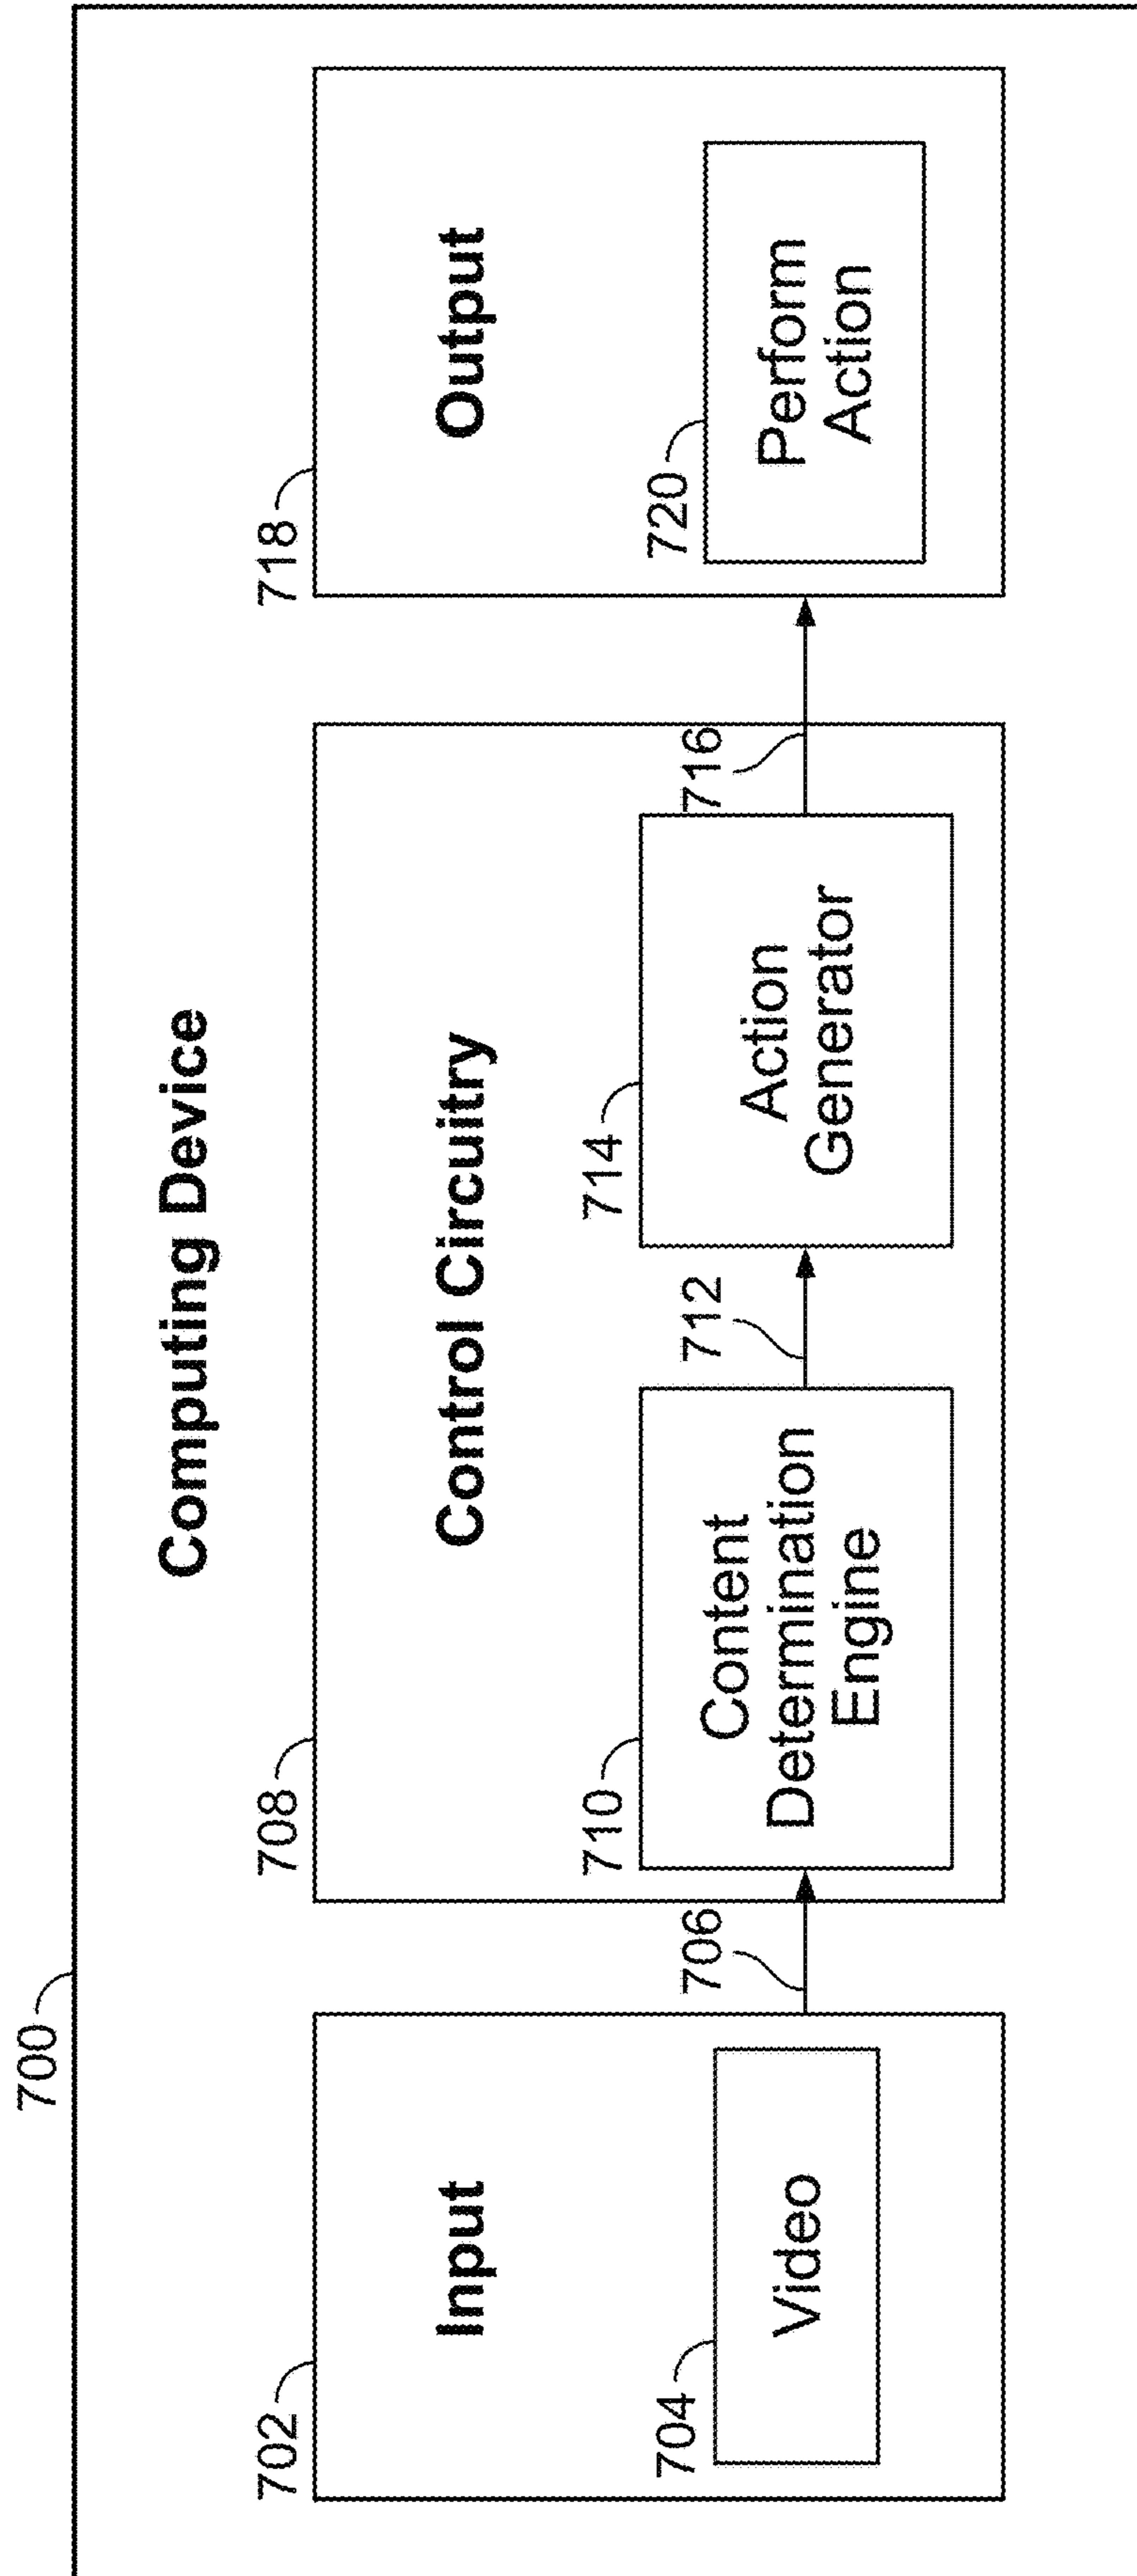 700
Computing Device
702
Input
704
Video
706
708
Control Circuitry
710
Content
Determination
Engine
712
714
Action
Generator
716
718
Output
720
Perform
Action